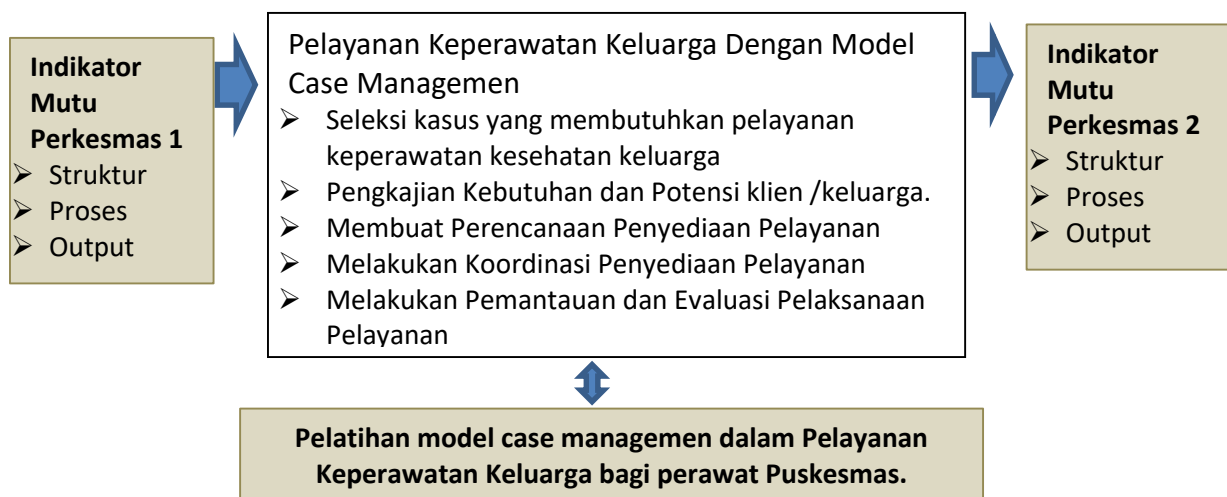 Indikator
Mutu
Perkesmas 1
➢ Struktur
➢ Proses
➢ Output
Pelayanan Keperawatan Keluarga Dengan Model
Case Managemen
➢ Seleksi kasus yang membutuhkan pelayanan
keperawatan kesehatan keluarga
➢ Pengkajian Kebutuhan dan Potensi klien /keluarga.
➢ Membuat Perencanaan Penyediaan Pelayanan
➢ Melakukan Koordinasi Penyediaan Pelayanan
➢ Melakukan Pemantauan dan Evaluasi Pelaksanaan
Pelayanan
Indikator
Mutu
Perkesmas 2
➢ Struktur
➢ Proses
➢ Output
Pelatihan model case managemen dalam Pelayanan
Keperawatan Keluarga bagi perawat Puskesmas.